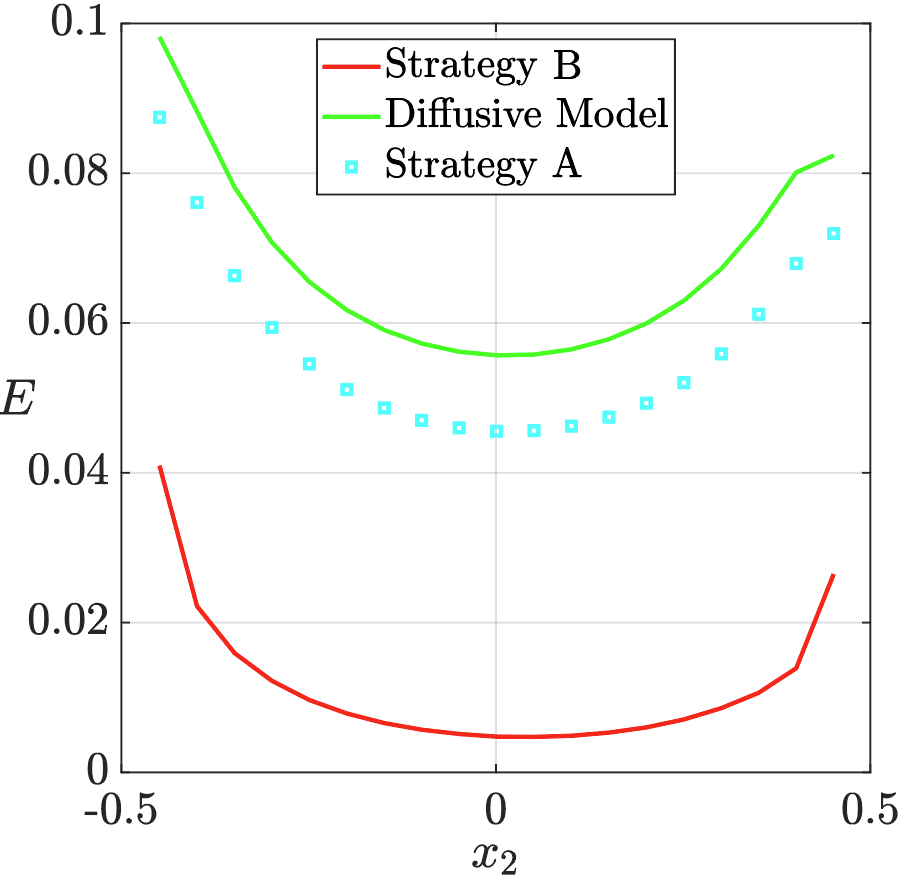 0.1
Strategy B
Diffusive Model
Strategy A
0.08
0.06
E
0.04
0.02
0
-0.5
0
0.5
x₂